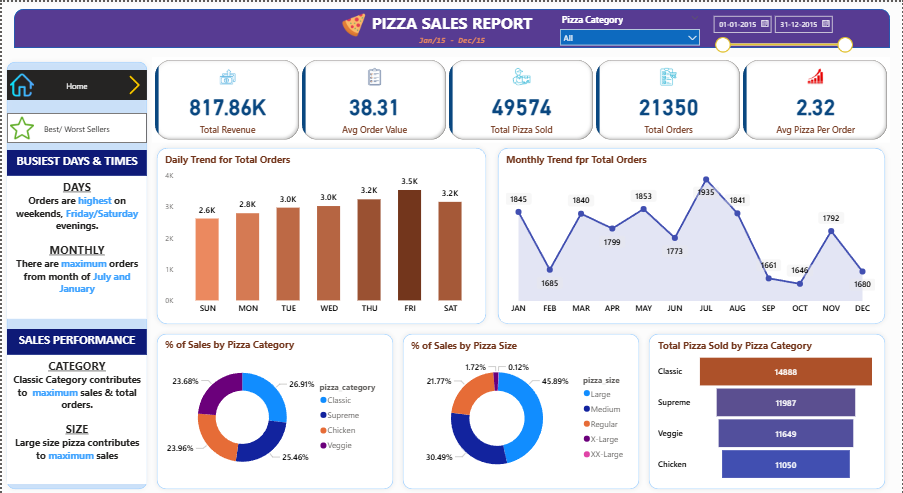 PIZZA SALES REPORT
Jan/15 - Dec/15
Pizza Category
All
01-01-2015
31-12-2015
Home
Best/ Worst Sellers
BUSIEST DAYS & TIMES
DAYS
Orders are highest on
weekends, Friday/Saturday
evenings.
MONTHLY
There are maximum orders
from month of July and
January
SALES PERFORMANCE
CATEGORY
Classic Category contributes
to maximum sales & total
orders.
SIZE
Large size pizza contributes
to maximum sales
817.86K
Total Revenue
38.31
Avg Order Value
49574
Total Pizza Sold
21350
Total Orders
2.32
Avg Pizza Per Order
Daily Trend for Total Orders
4K
3K
2K
1K
0K
2.6K
2.8K
3.0K
3.0K
3.2K
3.5K
3.2K
SUN MON TUE WED THU FRI SAT
Monthly Trend fpr Total Orders
1845
1685
1840
1799
1853
1773
1935
1841
1661
1646
1792
1680
JAN FEB MAR APR MAY JUN JUL AUG SEP OCT NOV DEC
% of Sales by Pizza Category
23.68%
26.91%
23.96%
25.46%
pizza_category
Classic
Supreme
Chicken
Veggie
% of Sales by Pizza Size
1.72%
0.12%
21.77%
45.89%
30.49%
pizza_size
Large
Medium
Regular
X-Large
XX-Large
Total Pizza Sold by Pizza Category
Classic 14888
Supreme 11987
Veggie 11649
Chicken 11050